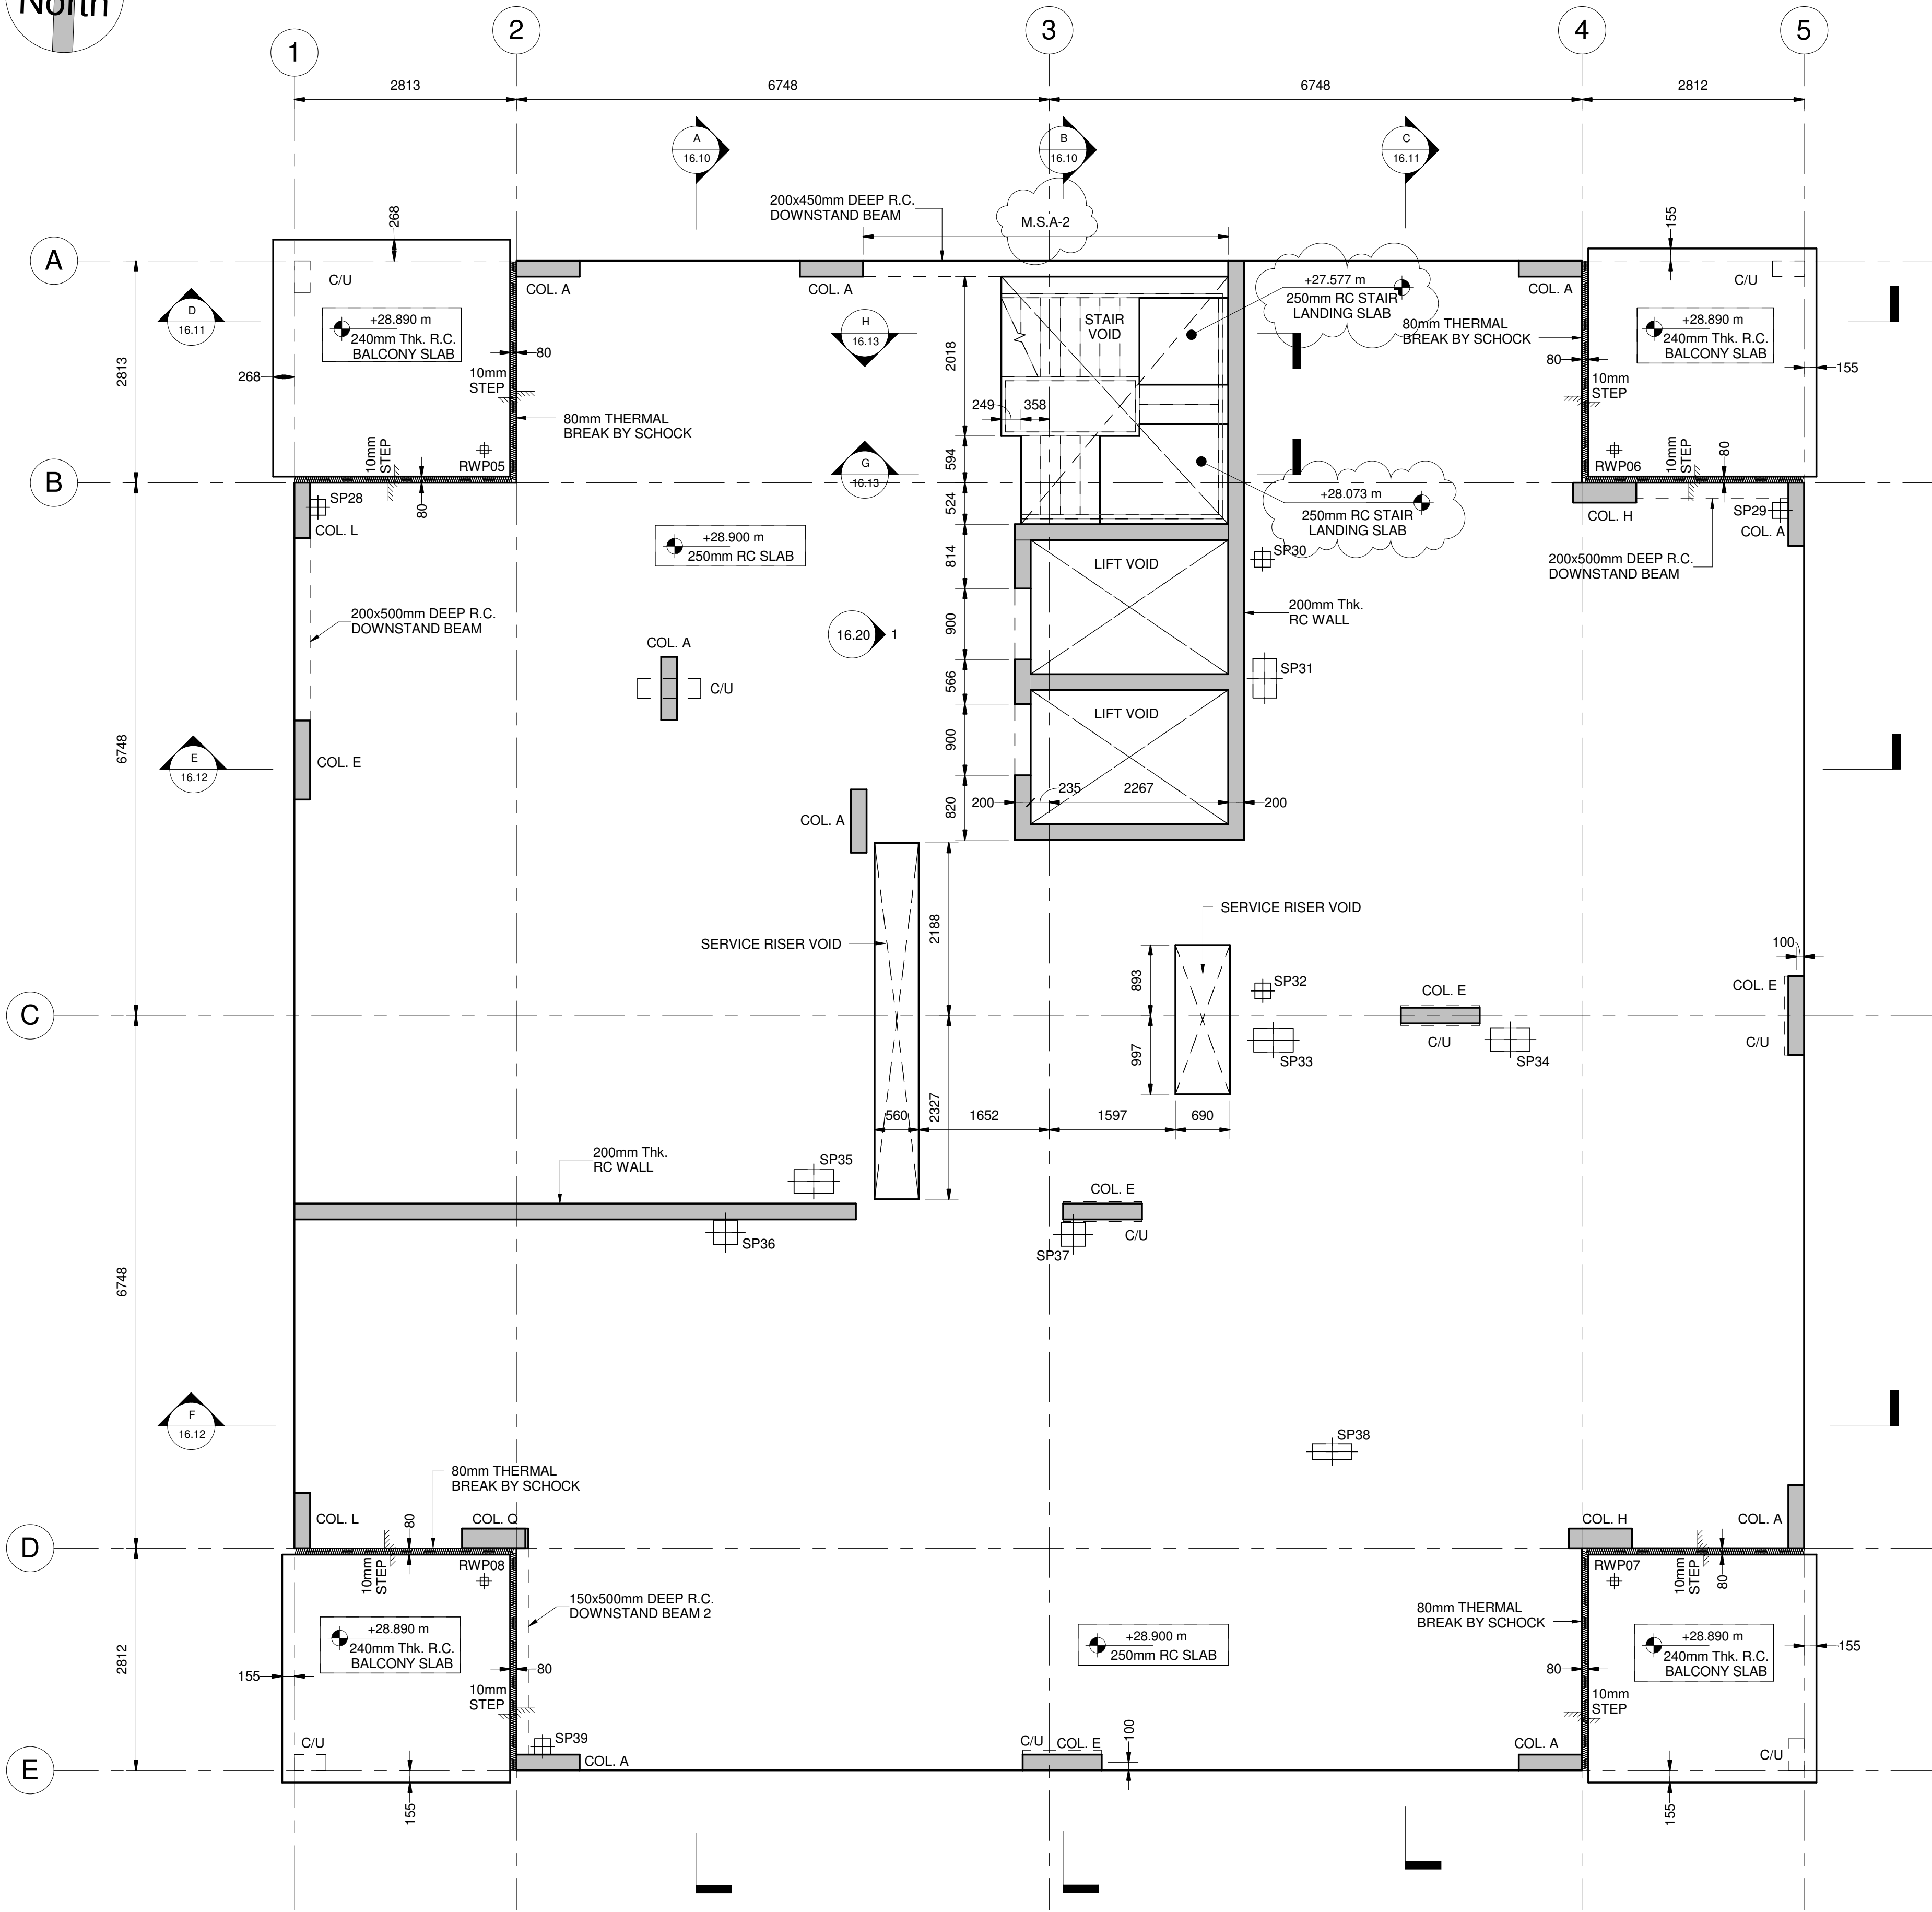 North
1
2
3
4
5
2813
6748
6748
2812
A
16.10
B
16.10
C
16.11
200x450mm DEEP R.C.
DOWNSTAND BEAM
M.S.A-2
268
155
A
C/U
COL. A
COL. A
COL. A
C/U
D
16.11
+28.890 m
240mm Thk. R.C.
BALCONY SLAB
H
16.13
STAIR
VOID
+27.577 m
250mm RC STAIR
LANDING SLAB
80mm THERMAL
BREAK BY SCHOCK
+28.890 m
240mm Thk. R.C.
BALCONY SLAB
2813
268
80
10mm
STEP
2018
80
10mm
STEP
155
249
358
80mm THERMAL
BREAK BY SCHOCK
10mm
STEP
RWP05
80
G
16.13
594
RWP06
10mm
STEP
80
B
SP28
COL. L
524
+28.073 m
250mm RC STAIR
LANDING SLAB
COL. H
SP29
COL. A
+28.900 m
250mm RC SLAB
814
LIFT VOID
SP30
200x500mm DEEP R.C.
DOWNSTAND BEAM
200x500mm DEEP R.C.
DOWNSTAND BEAM
900
200mm Thk.
RC WALL
16.20
1
COL. A
C/U
566
SP31
6748
E
16.12
COL. E
900
LIFT VOID
COL. A
820
200
235
2267
200
SERVICE RISER VOID
2188
SERVICE RISER VOID
893
100
COL. E
C/U
SP32
COL. E
C/U
C
997
SP33
SP34
2327
560
1652
1597
690
200mm Thk.
RC WALL
SP35
COL. E
C/U
SP36
SP37
6748
F
16.12
SP38
80mm THERMAL
BREAK BY SCHOCK
COL. L
80
COL. Q
COL. H
COL. A
D
10mm
STEP
RWP08
RWP07
10mm
STEP
80
150x500mm DEEP R.C.
DOWNSTAND BEAM 2
80mm THERMAL
BREAK BY SCHOCK
+28.890 m
240mm Thk. R.C.
BALCONY SLAB
+28.900 m
250mm RC SLAB
+28.890 m
240mm Thk. R.C.
BALCONY SLAB
2812
155
80
10mm
STEP
80
10mm
STEP
155
C/U
SP39
COL. A
C/U
COL. E
100
COL. A
C/U
E
155
155